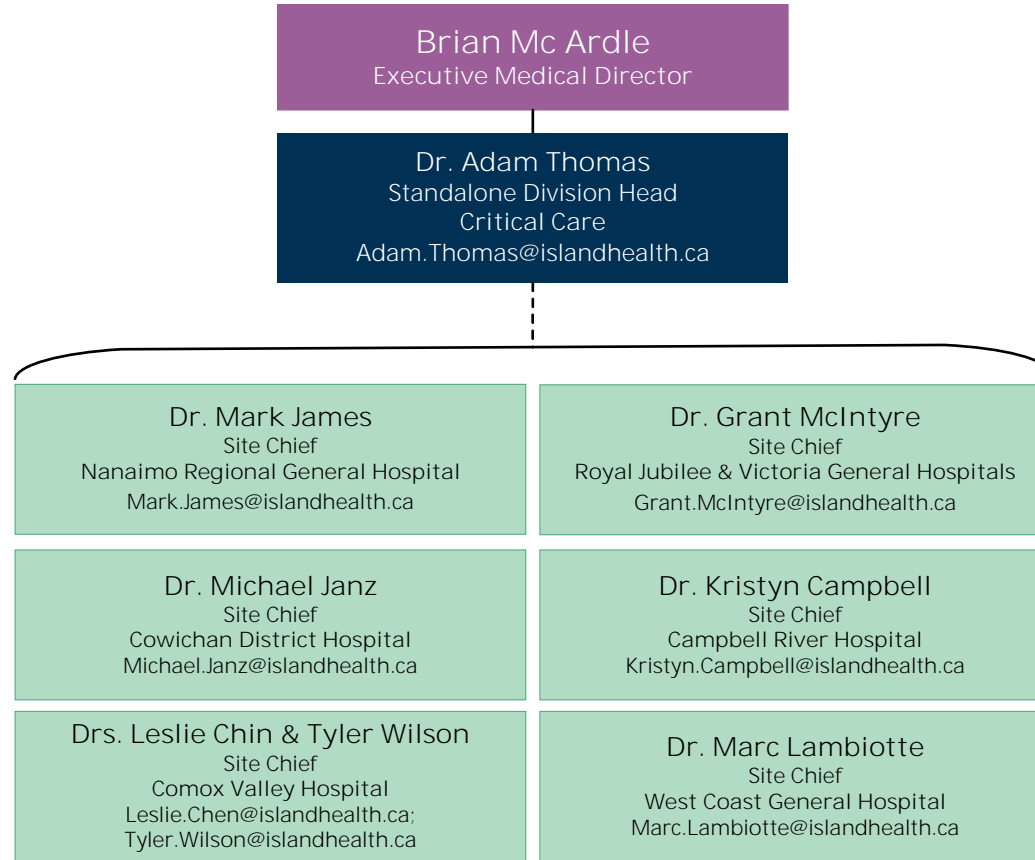 Brian Mc Ardle
Executive Medical Director
Dr. Adam Thomas
Standalone Division Head
Critical Care
Adam.Thomas@islandhealth.ca
Dr. Mark James
Site Chief
Nanaimo Regional General Hospital
Mark.James@islandhealth.ca
Dr. Grant McIntyre
Site Chief
Royal Jubilee & Victoria General Hospitals
Grant.McIntyre@islandhealth.ca
Dr. Michael Janz
Site Chief
Cowichan District Hospital
Michael.Janz@islandhealth.ca
Dr. Kristyn Campbell
Site Chief
Campbell River Hospital
Kristyn.Campbell@islandhealth.ca
Drs. Leslie Chin & Tyler Wilson
Site Chief
Comox Valley Hospital
Leslie.Chen@islandhealth.ca;
Tyler.Wilson@islandhealth.ca
Dr. Marc Lambiotte
Site Chief
West Coast General Hospital
Marc.Lambiotte@islandhealth.ca